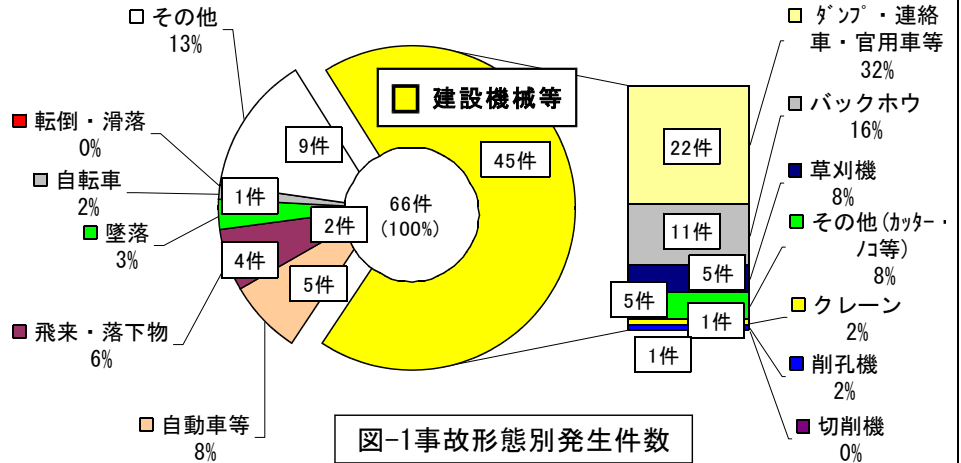 その他
13%
転倒・滑落
0%
自転車
2%
墜落
3%
飛来・落下物
6%
自動車等
8%
9件
1件
2件
4件
5件
建設機械等
45件
66件
(100%)
22件
11件
5件
5件
1件
1件
ﾀﾞﾝﾌﾟ・連絡
車・官用車等
32%
バックホウ
16%
草刈機
8%
その他(ｶｯﾀｰ・
ﾉｺ等)
8%
クレーン
2%
削孔機
2%
切削機
0%
図-1事故形態別発生件数